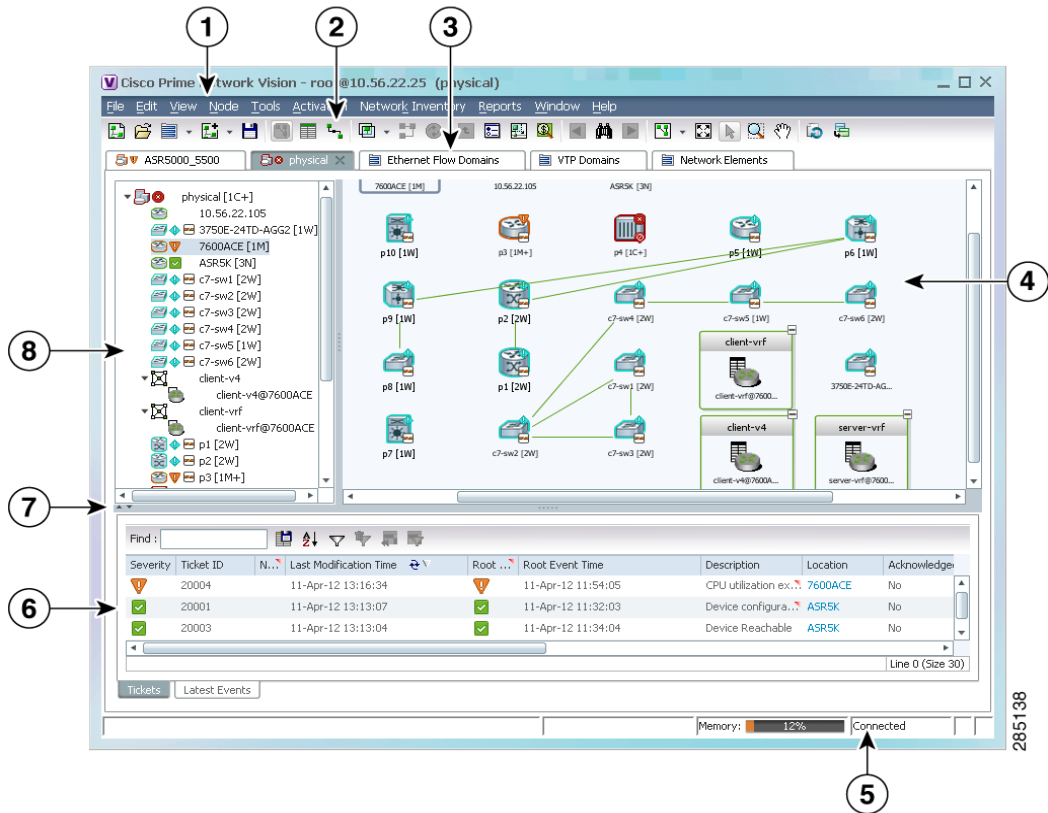 1
2
3
Cisco Prime Network Vision - root@10.56.22.25 (physical)
File Edit View Node Tools Activation Network Inventory Reports Window Help
ASR5000_5500
physical
Ethernet Flow Domains
VTP Domains
Network Elements
physical [1C+]
10.56.22.105
3750E-24TD-AGG2 [1W]
7600ACE [1M]
ASR5K [3N]
c7-sw1 [2W]
c7-sw2 [2W]
c7-sw3 [2W]
c7-sw4 [2W]
c7-sw5 [1W]
c7-sw6 [2W]
client-v4
client-v4@7600ACE
client-vrf
client-vrf@7600ACE
p1 [2W]
p2 [2W]
p3 [1M+]
7600ACE [1M]
10.56.22.105
ASR5K [3N]
p10 [1W]
p3 [1M+]
p4 [1C+]
p5 [1W]
p6 [1W]
p9 [1W]
p2 [2W]
c7-sw4 [2W]
c7-sw5 [1W]
c7-sw6 [2W]
client-vrf
client-vrf@7600...
p8 [1W]
p1 [2W]
c7-sw1 [2W]
3750E-24TD-AG...
p7 [1W]
c7-sw2 [2W]
c7-sw3 [2W]
client-v4
client-v4@7600A...
server-vrf
server-vrf@7600...
4
8
7
Find :
Severity Ticket ID N... Last Modification Time Root ... Root Event Time Description Location Acknowledged
20004 11-Apr-12 13:16:34 11-Apr-12 11:54:05 CPU utilization ex... 7600ACE No
20001 11-Apr-12 13:13:07 11-Apr-12 11:32:03 Device configura... ASR5K No
20003 11-Apr-12 13:13:04 11-Apr-12 11:34:04 Device Reachable ASR5K No
6
Line 0 (Size 30)
Tickets
Latest Events
Memory: 12%
Connected
5
285138